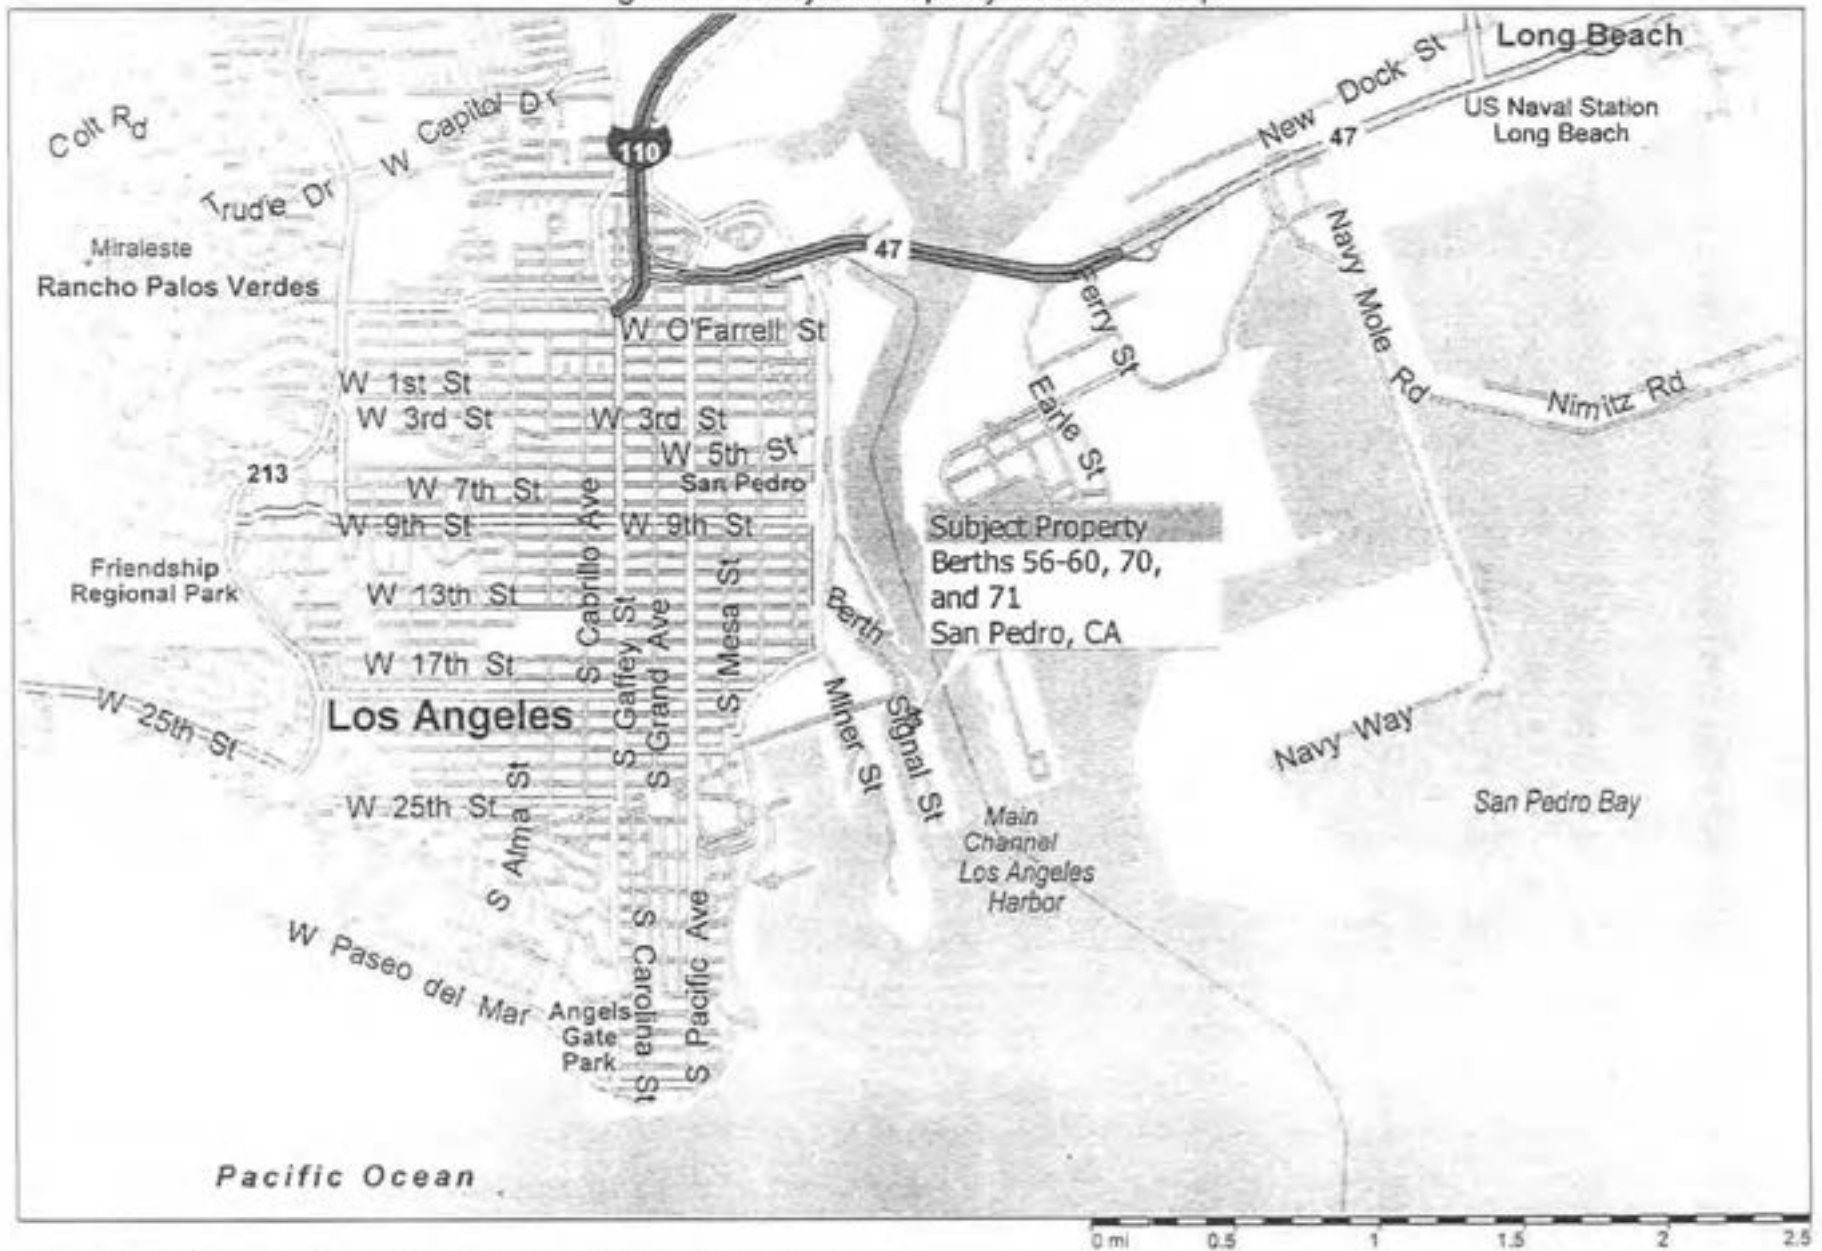 Long Beach
New Dock St
US Naval Station
Long Beach
47
Colt Rd
W Capitol Dr
110
Trudie Dr
Miraleste
Rancho Palos Verdes
47
Navy Mole Rd
Ferry St
W O'Farrell St
W 1st St
W 3rd St
W 3rd St
Earle St
Nimitz Rd
W 5th St
213
W 7th St
San Pedro
W 9th St
W 9th St
Subject Property
Berths 56-60, 70,
and 71
San Pedro, CA
Friendship
Regional Park
W 13th St
S Cabrillo Ave
S Gaffey St
S Grand Ave
S Mesa St
Berth
W 17th St
W 25th St
Los Angeles
Miner St
Signal St
Navy Way
W 25th St
S Alma St
San Pedro Bay
Main
Channel
Los Angeles
Harbor
W Paseo del Mar
S Carolina St
S Pacific Ave
Angels
Gate
Park
Pacific Ocean
0 mi 0.5 1 1.5 2 2.5